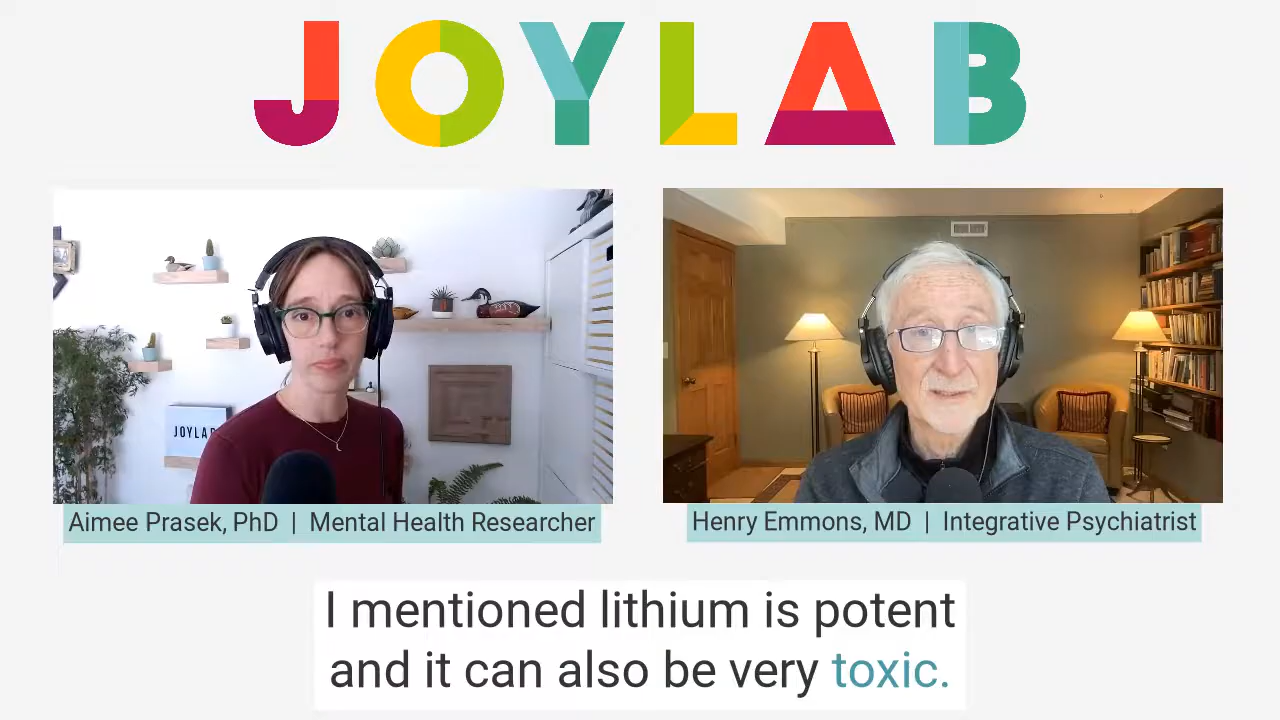 JOYLAB
JOYLA
Aimee Prasek, PhD | Mental Health Researcher
Henry Emmons, MD | Integrative Psychiatrist
I mentioned lithium is potent
and it can also be very toxic.